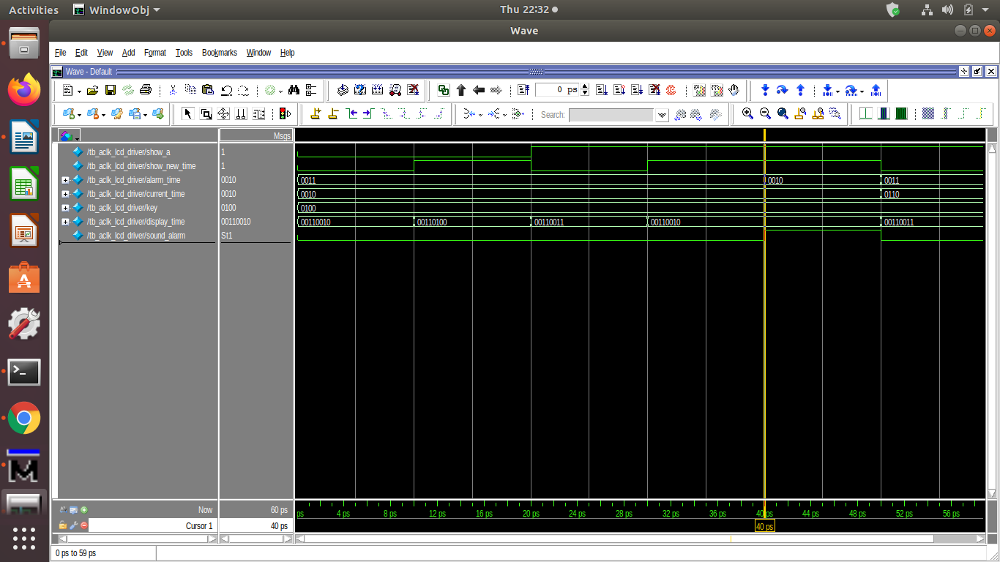 Activities WindowObj Thu 22:32
Wave
File Edit View Add Format Tools Bookmarks Window Help
Wave - Default
0 ps
Search:
Msgs
/tb_aclk_lcd_driver/show_a 1
/tb_aclk_lcd_driver/show_new_time 1
/tb_aclk_lcd_driver/alarm_time 0010 0011 0010 0011
/tb_aclk_lcd_driver/current_time 0010 0010 0110
/tb_aclk_lcd_driver/key 0100 0100
/tb_aclk_lcd_driver/display_time 00110010 00110010 00110100 00110011 00110010 00110011
/tb_aclk_lcd_driver/sound_alarm St1
Now 60 ps ps 4 ps 8 ps 12 ps 16 ps 20 ps 24 ps 28 ps 32 ps 36 ps 40 ps 44 ps 48 ps 52 ps 56 ps
Cursor 1 40 ps 40 ps
0 ps to 59 ps